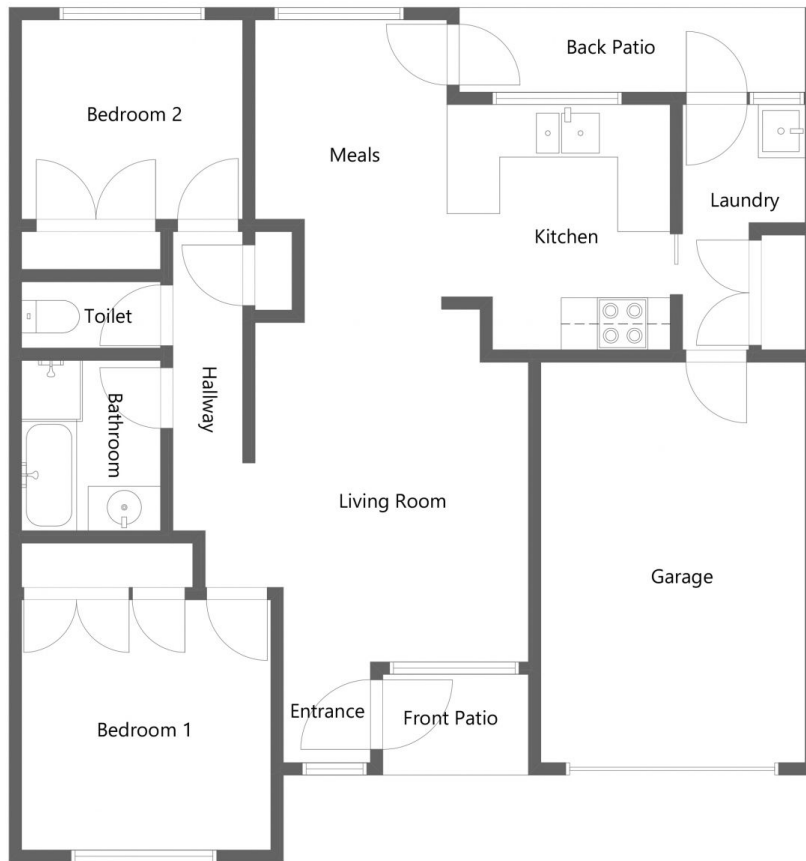 Back Patio
Bedroom 2
Meals
Laundry
Kitchen
Toilet
Hallway
Bathroom
Living Room
Garage
Entrance
Front Patio
Bedroom 1